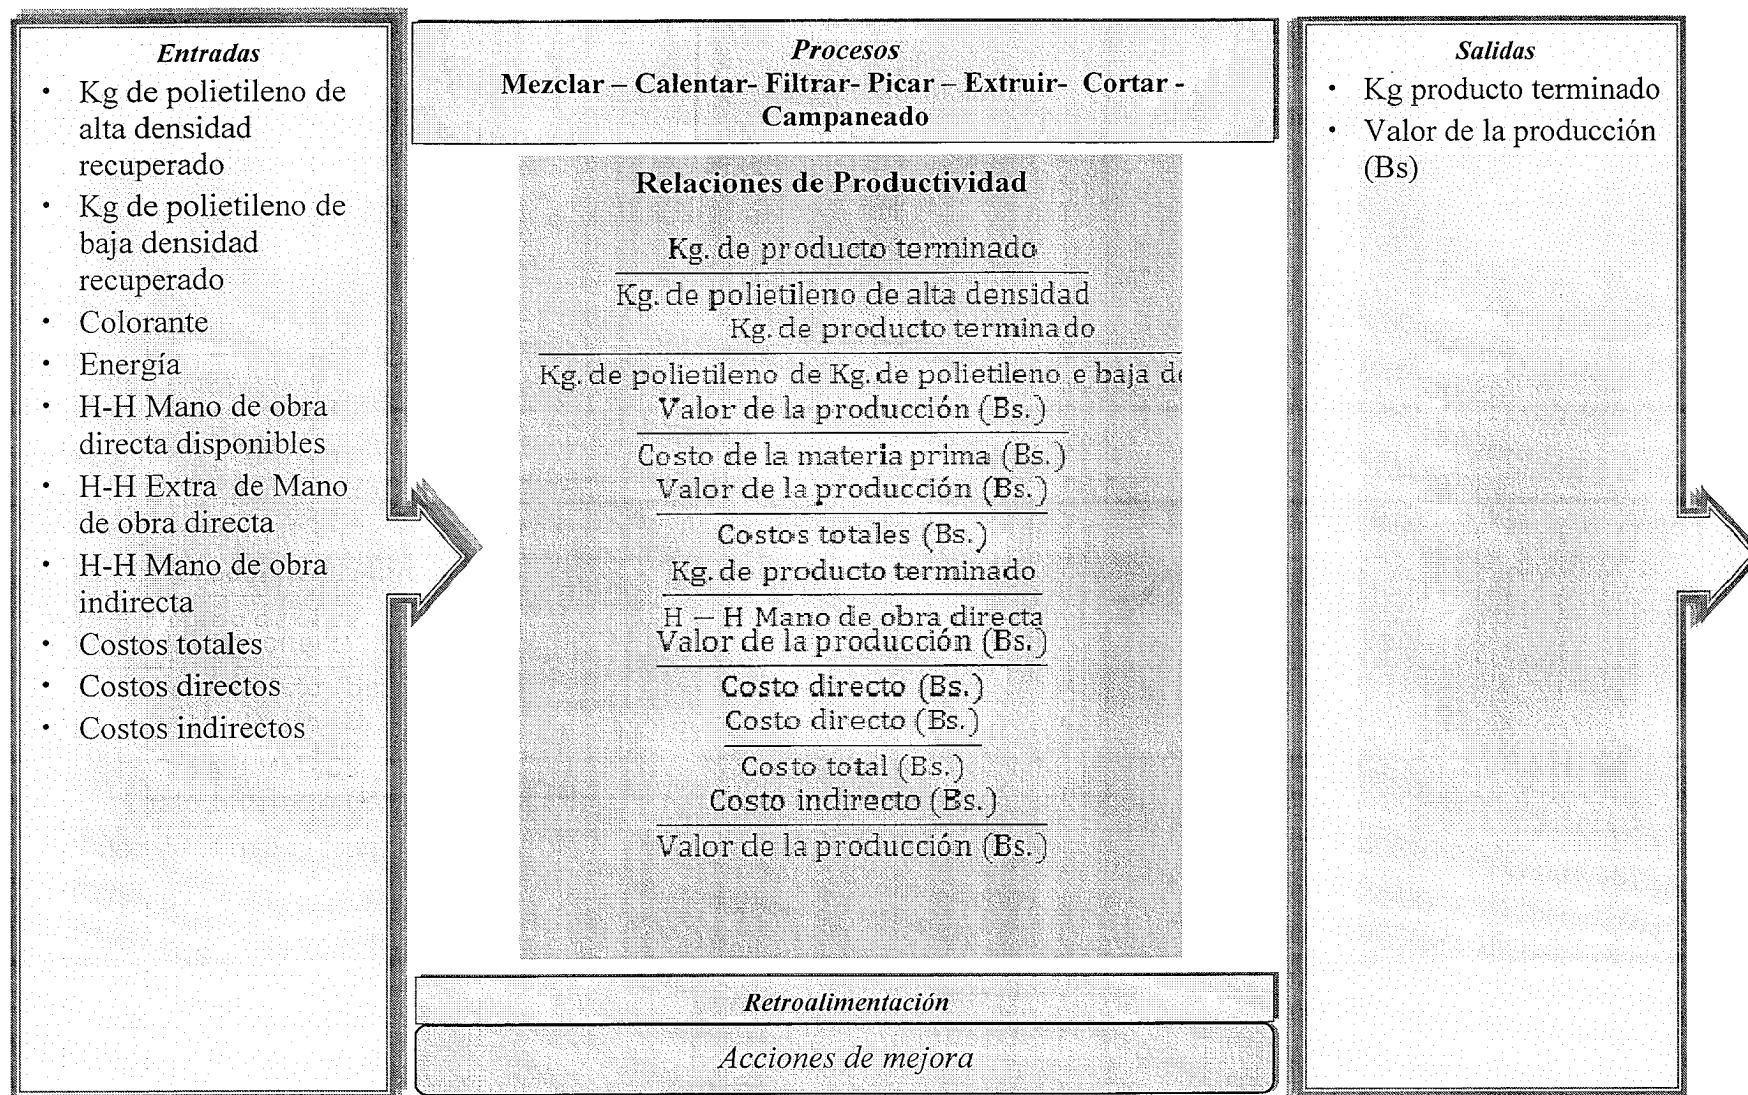 Entradas
• Kg de polietileno de
alta densidad
recuperado
• Kg de polietileno de
baja densidad
recuperado
• Colorante
• Energía
• H-H Mano de obra
directa disponibles
• H-H Extra de Mano
de obra directa
• H-H Mano de obra
indirecta
• Costos totales
• Costos directos
• Costos indirectos
Procesos
Mezclar – Calentar- Filtrar- Picar – Extruir- Cortar -
Campaneado
Relaciones de Productividad
Kg. de producto terminado
Kg. de polietileno de alta densidad
Kg. de producto terminado
Kg. de polietileno de Kg. de polietileno e baja de
Valor de la producción (Bs.)
Costo de la materia prima (Bs.)
Valor de la producción (Bs.)
Costos totales (Bs.)
Kg. de producto terminado
H – H Mano de obra directa
Valor de la producción (Bs.)
Costo directo (Bs.)
Costo directo (Bs.)
Costo total (Bs.)
Costo indirecto (Bs.)
Valor de la producción (Bs.)
Retroalimentación
Acciones de mejora
Salidas
• Kg producto terminado
• Valor de la producción
(Bs)